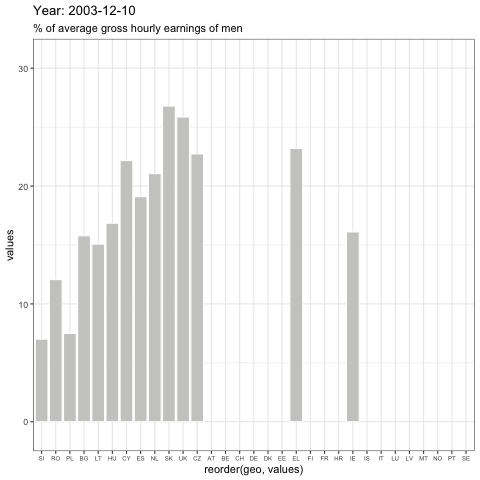 Year: 2003-12-10
% of average gross hourly earnings of men
30
20
10
0
values
SI RO PL BG LT HU CY ES NL SK UK CZ AT BE CH DE DK EE EL FI FR HR IE IS IT LU LV MT NO PT SE
reorder(geo, values)